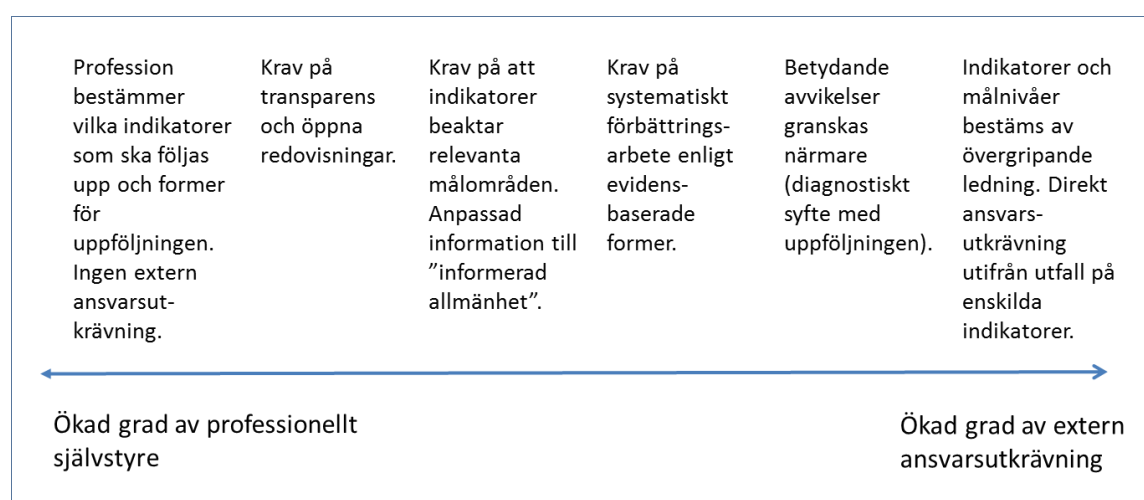 Profession
bestämmer
vilka indikatorer
som ska följas
upp och former
för
uppföljningen.
Ingen extern
ansvarsut-
krävning.
Krav på
transparens
och öppna
redovisningar.
Krav på att
indikatorer
beaktar
relevanta
målområden.
Anpassad
information till
”informerad
allmänhet”.
Krav på
systematiskt
förbättrings-
arbete enligt
evidens-
baserade
former.
Betydande
avvikelser
granskas
närmare
(diagnostiskt
syfte med
uppföljningen).
Indikatorer och
målnivåer
bestäms av
övergripande
ledning. Direkt
ansvars-
utkrävning
utifrån utfall på
enskilda
indikatorer.
Ökad grad av professionellt
självstyre
Ökad grad av extern
ansvarsutkrävning